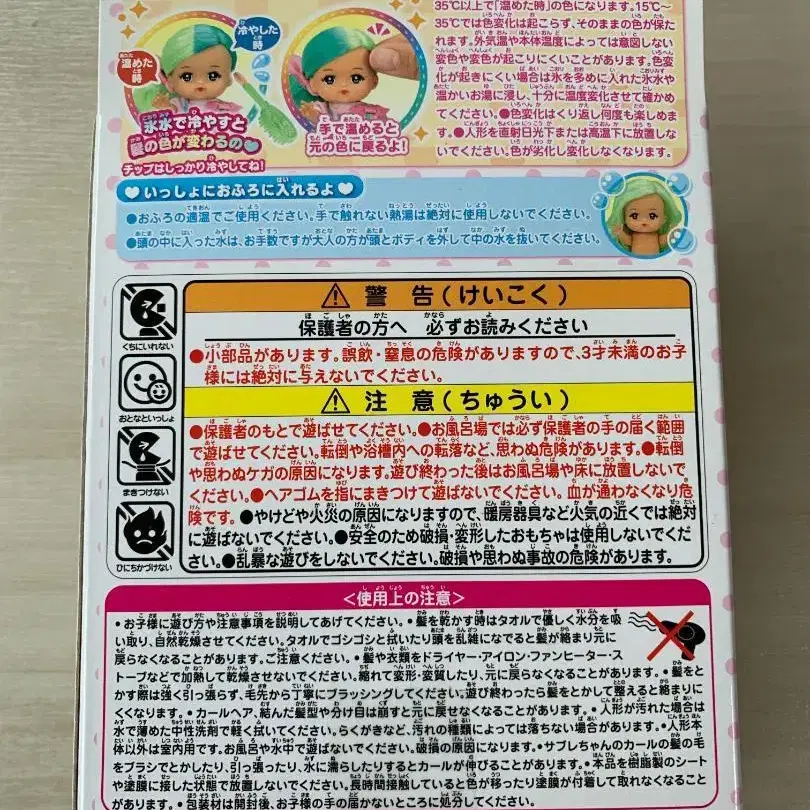 35℃以上で「温めた時」の色になります。15℃〜
35℃では色変化は起こらず、そのままの色が保た
れます。外気温や本体温度によっては意図しない
変色や変色が起こりにくいことがあります。色変
化が起きにくい場合は氷を多めに入れた氷水や
温かいお湯に浸し、十分に温度変化させて確かめ
てください。●色変化はくり返し何度も楽しめま
す。●人形を直射日光下または高温下に放置しな
いでください。色が劣化し変化しなくなります。
冷やした時
温めた時
氷水で冷やすと
髪の色が変わるの
チップはしっかり冷やしてね!
手で温めると
元の色に戻るよ!
いっしょにおふろに入れるよ
●おふろの適温でご使用ください。手で触れない熱湯は絶対に使用しないでください。
●頭の中に入った水は、お手数ですが大人の方が頭とボディを外して中の水を抜いてください。
くちにいれない
おとなといっしょ
まきつけない
ひにちかづけない
⚠ 警告(けいこく)
保護者の方へ 必ずお読みください
●小部品があります。誤飲・窒息の危険がありますので、3才未満のお子
様には絶対に与えないでください。
⚠ 注意(ちゅうい)
●保護者のもとで遊ばせてください。●お風呂場では必ず保護者の手の届く範囲
で遊ばせてください。転倒や浴槽内への転落など、思わぬ危険があります。●転倒
や思わぬケガの原因になります。遊び終わった後はお風呂場や床に放置しないで
ください。●ヘアゴムを指にまきつけて遊ばないでください。血が通わなくなり危
険です。●やけどや火災の原因になりますので、暖房器具など火気の近くでは絶対
に遊ばないでください。●安全のため破損・変形したおもちゃは使用しないでくだ
さい。●乱暴な遊びをしないでください。破損や思わぬ事故の危険があります。
<使用上の注意>
・お子様に遊び方や注意事項を説明してあげてください。・髪を乾かす時はタオルで優しく水分を吸
い取り、自然乾燥させてください。タオルでゴシゴシと拭いたり頭を乱雑になでると髪が絡まり元に
戻らなくなることがあります。ご注意ください。・髪や衣類をドライヤー・アイロン・ファンヒーター・ス
トーブなどで加熱して乾燥させないでください。縮れて変形・変質したり、元に戻らなくなることがあります。・髪をと
かす際は強く引っ張らず、毛先から丁寧にブラッシングしてください。遊び終わったら髪をとかして整えると絡まりに
くくなります。・カールヘア、結んだ髪型や分け目は崩すと元に戻せなくなることがあります。・人形が汚れた場合は
水で薄めた中性洗剤で軽く拭いてください。らくがきなど、汚れの種類によっては落ちない場合があります。・人形本
体以外は室内用です。お風呂や水中で遊ばないでください。破損の原因になります。・サブレちゃんのカールの髪の毛
をブラシでとかしたり、引っ張ったり、水に濡らしたりするとカールが伸びることがあります。・本品を樹脂製のシート
や塗膜に接した状態で放置しないでください。長時間接触していると色が移ったり塗膜が付着して取れなくなること
があります。・包装材は開封後、お子様の手の届かないところに処分してください。